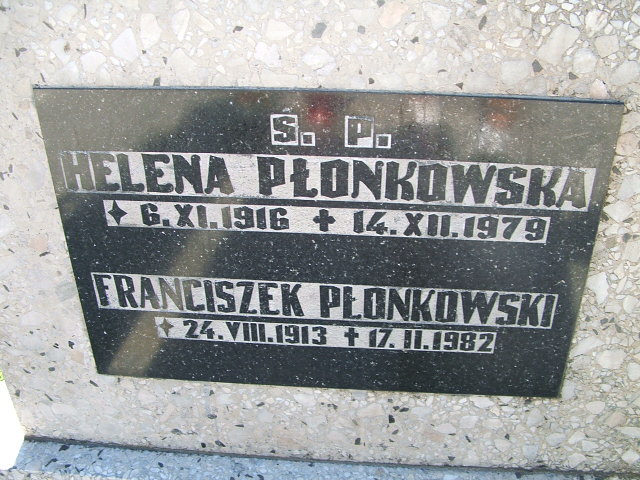 S. P.
HELENA PŁONKOWSKA
✦ 6.XI.1916 ✝ 14.XII.1979
FRANCISZEK PŁONKOWSKI
✦ 24.VIII.1913 ✝ 17.II.1982